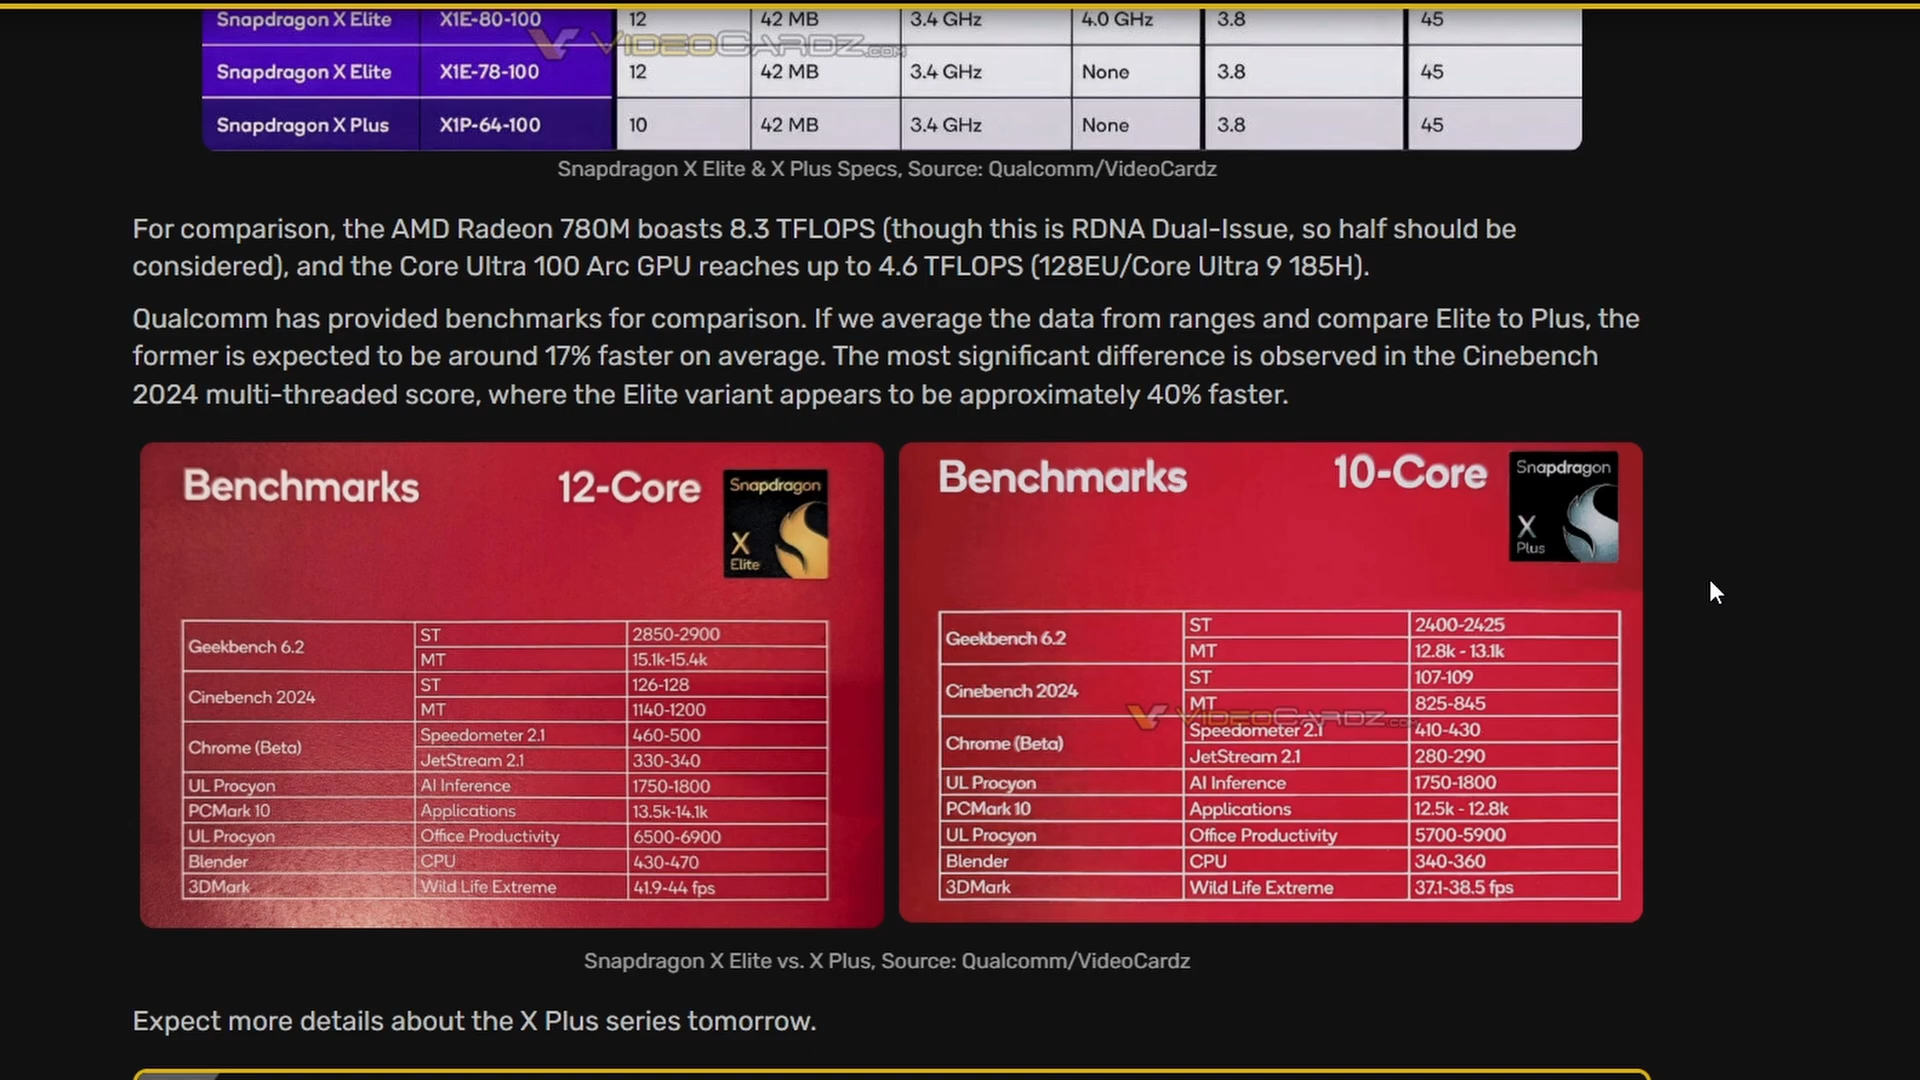 Snapdragon X Elite X1E-80-100 12 42 MB 3.4 GHz 4.0 GHz 3.8 45
VIDEOCARDZ.COM
Snapdragon X Elite X1E-78-100 12 42 MB 3.4 GHz None 3.8 45
Snapdragon X Plus X1P-64-100 10 42 MB 3.4 GHz None 3.8 45
Snapdragon X Elite & X Plus Specs, Source: Qualcomm/VideoCardz
For comparison, the AMD Radeon 780M boasts 8.3 TFLOPS (though this is RDNA Dual-Issue, so half should be
considered), and the Core Ultra 100 Arc GPU reaches up to 4.6 TFLOPS (128EU/Core Ultra 9 185H).
Qualcomm has provided benchmarks for comparison. If we average the data from ranges and compare Elite to Plus, the
former is expected to be around 17% faster on average. The most significant difference is observed in the Cinebench
2024 multi-threaded score, where the Elite variant appears to be approximately 40% faster.
Benchmarks 12-Core
Snapdragon
X
Elite
Geekbench 6.2 ST 2850-2900
MT 15.1k-15.4k
Cinebench 2024 ST 126-128
MT 1140-1200
Chrome (Beta) Speedometer 2.1 460-500
JetStream 2.1 330-340
UL Procyon AI Inference 1750-1800
PCMark 10 Applications 13.5k-14.1k
UL Procyon Office Productivity 6500-6900
Blender CPU 430-470
3DMark Wild Life Extreme 41.9-44 fps
Benchmarks 10-Core
Snapdragon
X
Plus
Geekbench 6.2 ST 2400-2425
MT 12.8k - 13.1k
Cinebench 2024 ST 107-109
MT 825-845
VIDEOCARDZ.COM
Chrome (Beta) Speedometer 2.1 410-430
JetStream 2.1 280-290
UL Procyon AI Inference 1750-1800
PCMark 10 Applications 12.5k - 12.8k
UL Procyon Office Productivity 5700-5900
Blender CPU 340-360
3DMark Wild Life Extreme 37.1-38.5 fps
Snapdragon X Elite vs. X Plus, Source: Qualcomm/VideoCardz
Expect more details about the X Plus series tomorrow.